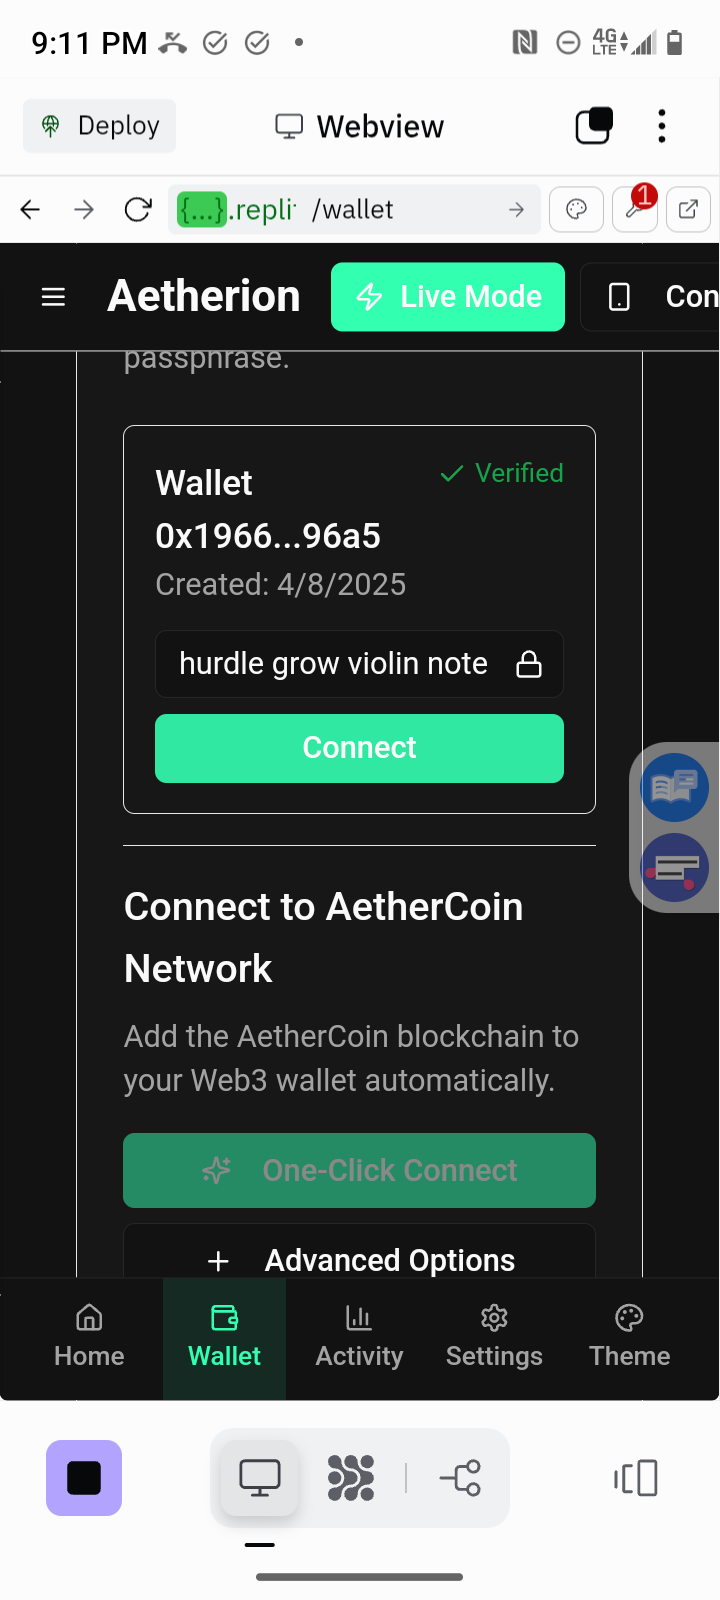 9:11 PM
4G
LTE
Deploy
Webview
{...}.repli /wallet
1
Aetherion
Live Mode
Con
passphrase.
Wallet
Verified
0x1966...96a5
Created: 4/8/2025
hurdle grow violin note
Connect
Connect to AetherCoin
Network
Add the AetherCoin blockchain to
your Web3 wallet automatically.
One-Click Connect
Advanced Options
Home
Wallet
Activity
Settings
Theme